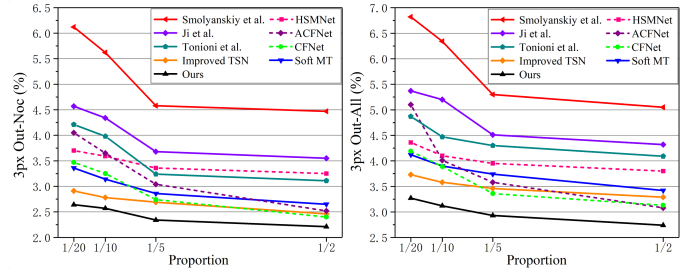 6.5
6.0
5.5
5.0
4.5
4.0
3.5
3.0
2.5
2.0
3px Out-Noc (%)
Smolyanskiy et al.
Ji et al.
Tonioni et al.
Improved TSN
Ours
HSMNet
ACFNet
CFNet
Soft MT
1/20
1/10
1/5
1/2
Proportion
7.0
6.5
6.0
5.5
5.0
4.5
4.0
3.5
3.0
2.5
3px Out-All (%)
Smolyanskiy et al.
Ji et al.
Tonioni et al.
Improved TSN
Ours
HSMNet
ACFNet
CFNet
Soft MT
1/20
1/10
1/5
1/2
Proportion